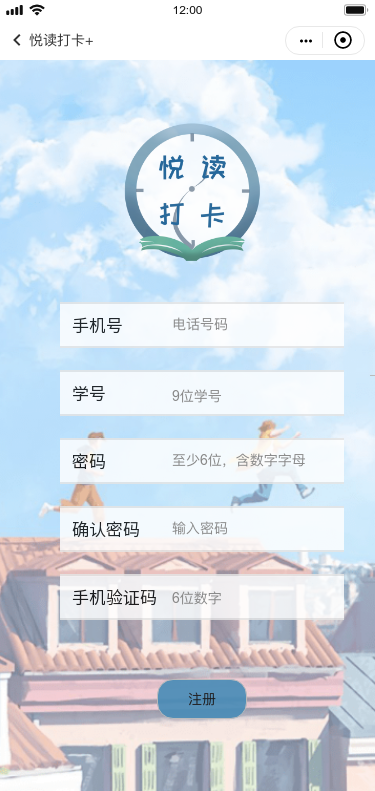 12:00
悦读打卡+
悦 读
打 卡
手机号 电话号码
学号 9位学号
密码 至少6位，含数字字母
确认密码 输入密码
手机验证码 6位数字
注册